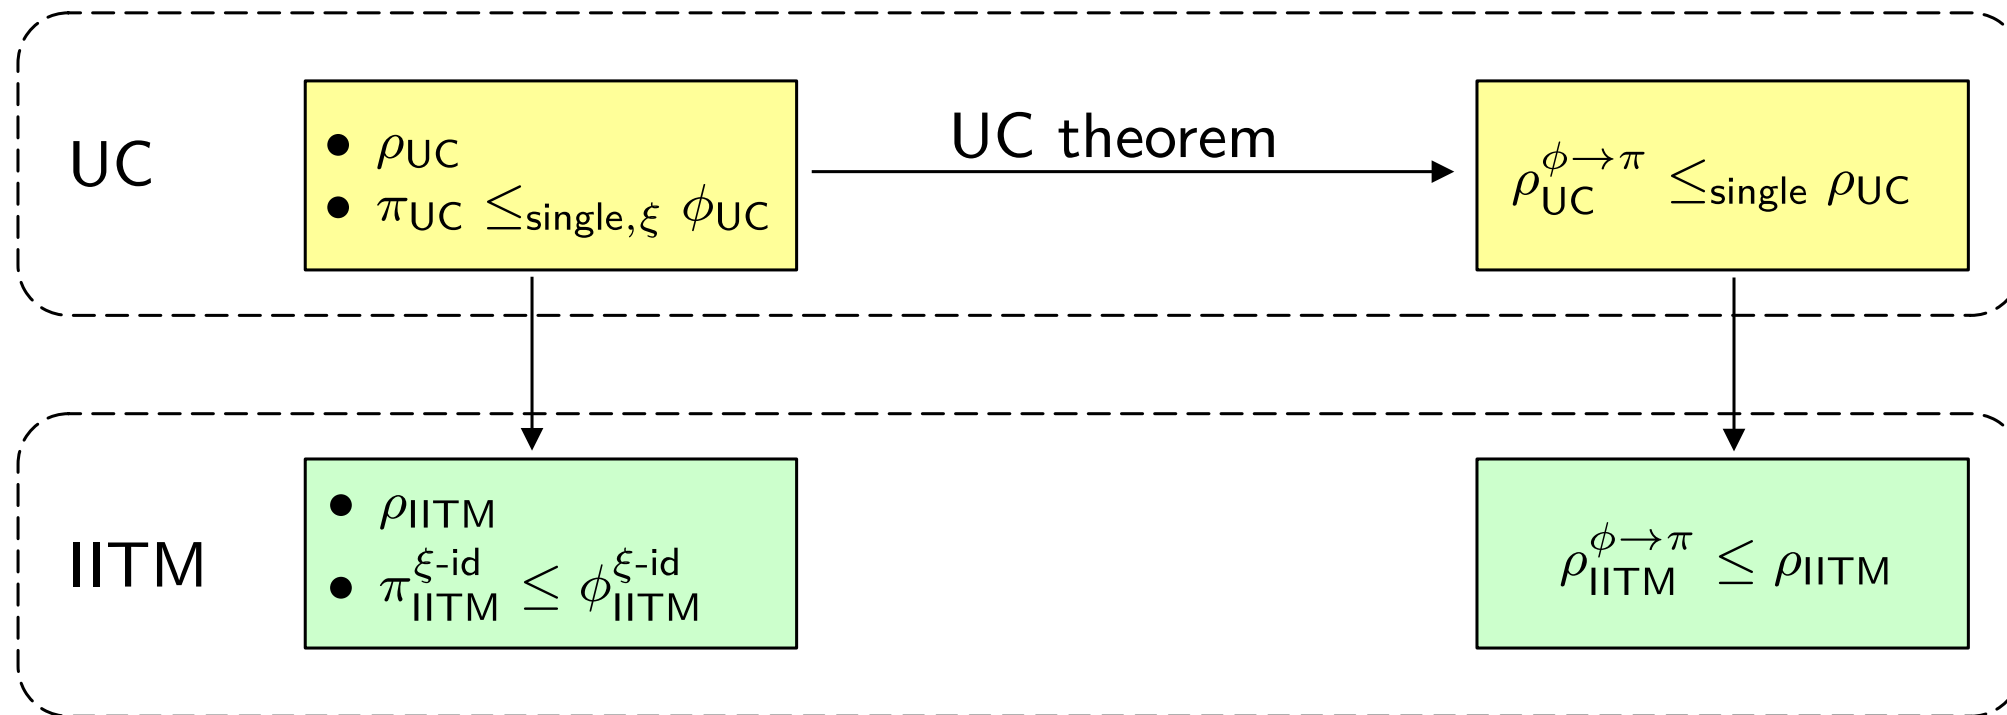 UC
• ρ_UC
• π_UC ≤_single,ξ ϕ_UC
UC theorem
ρ_UC^ϕ→π ≤_single ρ_UC
IITM
• ρ_IITM
• π_IITM^ξ-id ≤ ϕ_IITM^ξ-id
ρ_IITM^ϕ→π ≤ ρ_IITM